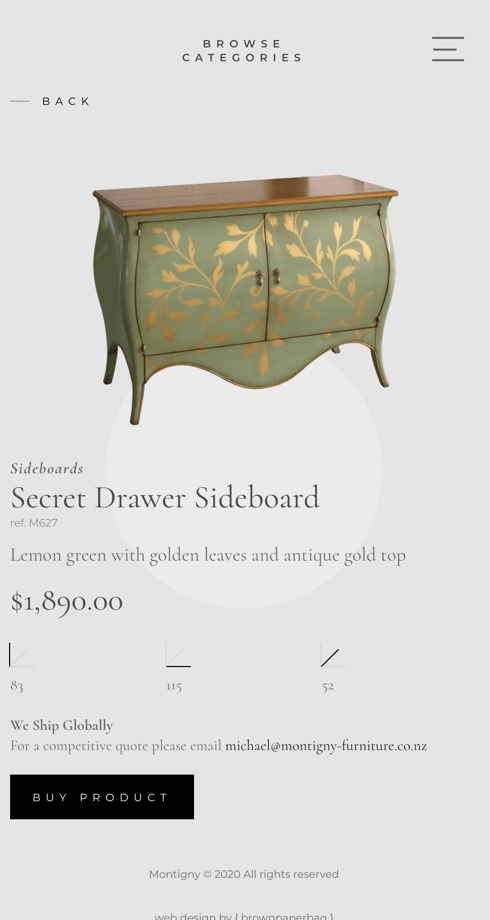 BROWSE
CATEGORIES
BACK
Sideboards
Secret Drawer Sideboard
ref. M627
Lemon green with golden leaves and antique gold top
$1,890.00
83 115 52
We Ship Globally
For a competitive quote please email michael@montigny-furniture.co.nz
BUY PRODUCT
Montigny © 2020 All rights reserved
web design by { brownpaperbag }